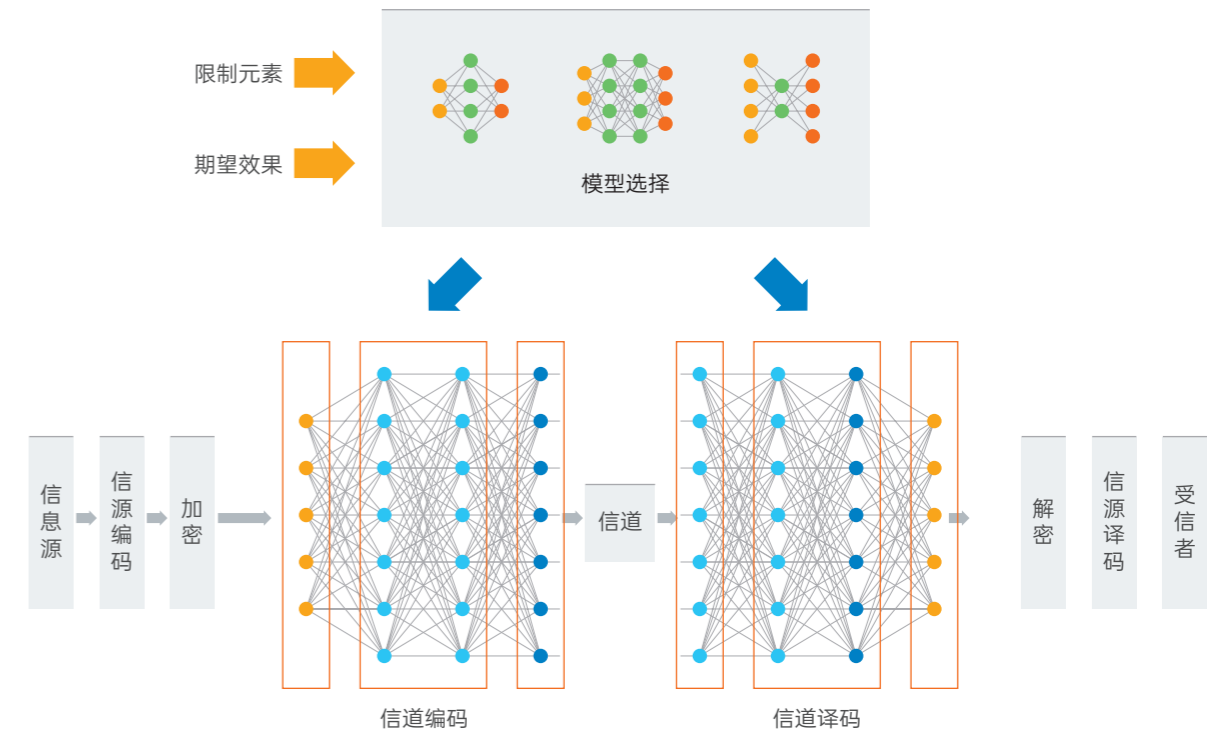 限制元素
期望效果
模型选择
信息源
信源编码
加密
信道
解密
信源译码
受信者
信道编码
信道译码